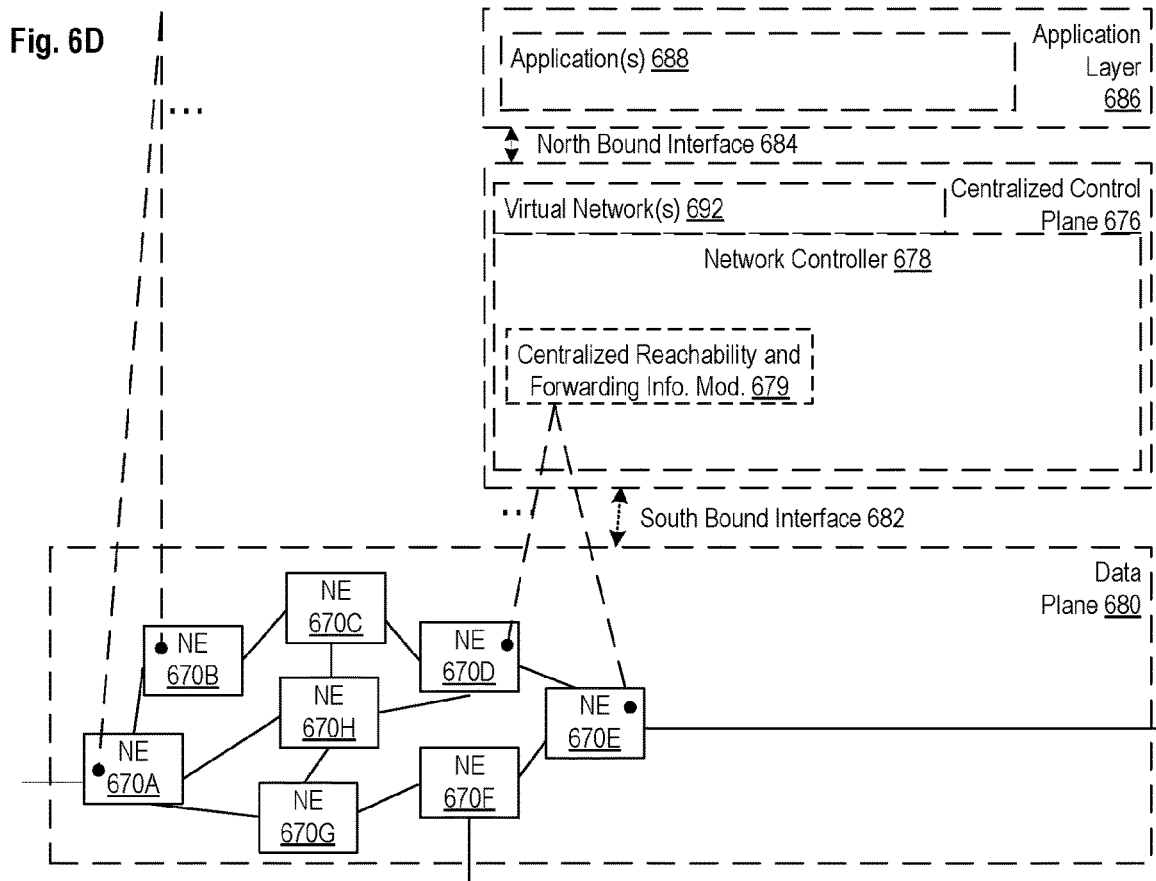 Fig. 6D
Application(s) 688
Application
Layer
686
...
North Bound Interface 684
Virtual Network(s) 692
Centralized Control
Plane 676
Network Controller 678
Centralized Reachability and
Forwarding Info. Mod. 679
...
South Bound Interface 682
Data
Plane 680
NE
670C
NE
670B
NE
670D
NE
670H
NE
670E
NE
670A
NE
670F
NE
670G